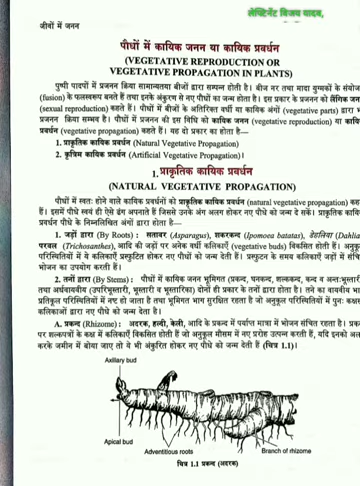 लेफ्टिनेंट विजय यादव,
जीवों में जनन
पौधों में कायिक जनन या कायिक प्रवर्धन
(VEGETATIVE REPRODUCTION OR
VEGETATIVE PROPAGATION IN PLANTS)
पुष्पी पादपों में प्रजनन क्रिया सामान्यतया बीजों द्वारा सम्पन्न होती है। बीज नर तथा मादा युग्मकों के संयोज
(fusion) के फलस्वरूप बनते हैं तथा इनके अंकुरण से नए पौधों का जन्म होता है। इस प्रकार के प्रजनन को लैंगिक जन
(sexual reproduction) कहते हैं। पौधों में बीजों के अतिरिक्त वर्धी या कायिक अंगों (vegetative parts) द्वारा भ
प्रजनन क्रिया सम्भव है। पौधों में प्रजनन की इस विधि को कायिक जनन (vegetative reproduction) या कायि
प्रवर्धन (vegetative propagation) कहते हैं। यह दो प्रकार का होता है—
1. प्राकृतिक कायिक प्रवर्धन (Natural Vegetative Propagation)
2. कृत्रिम कायिक प्रवर्धन (Artificial Vegetative Propagation)।
1. प्राकृतिक कायिक प्रवर्धन
(NATURAL VEGETATIVE PROPAGATION)
पौधों में स्वतः होने वाले कायिक प्रवर्धनों को प्राकृतिक कायिक प्रवर्धन (natural vegetative propagation) कह
हैं। इसमें पौधे स्वयं ही ऐसे ढंग अपनाते हैं जिससे उनके अंग अलग होकर नए पौधे को जन्म दे सकें। प्राकृतिक कायि
प्रवर्धन पौधे के निम्नलिखित अंगों द्वारा होता है—
1. जड़ों द्वारा (By Roots) : सतावर (Asparagus), शकरकन्द (Ipomoea batatas), डेहलिया (Dahlia
परवल (Trichosanthes), आदि की जड़ों पर अनेक वर्धी कलिकाएँ (vegetative buds) विकसित होती हैं। अनुकू
परिस्थितियों में ये कलिकाएँ प्रस्फुटित होकर नए पौधों को जन्म देती हैं। प्रस्फुटन के समय कलिकाएँ जड़ों में संचि
भोजन का उपयोग करती हैं।
2. तनों द्वारा (By Stems) : पौधों में कायिक जनन भूमिगत (प्रकन्द, घनकन्द, शल्ककन्द, कन्द व अन्तःभूस्तारी
तथा अर्धवायवीय (उपरिभूस्तारी, भूस्तारी व भूस्तारिका) दोनों ही प्रकार के तनों द्वारा होता है। तने का वायवीय भा
प्रतिकूल परिस्थितियों में नष्ट हो जाता है तथा भूमिगत भाग सुरक्षित रहता है जो अनुकूल परिस्थितियों में पुनः कक्षस
कलिकाओं द्वारा नए पौधे को जन्म देता है।
A. प्रकन्द (Rhizome) : अदरक, हल्दी, केली, आदि के प्रकन्द में पर्याप्त मात्रा में भोजन संचित रहता है। प्रक
पर शल्कपत्रों के कक्ष में कलिकाएँ विकसित होती हैं जो अनुकूल मौसम में नए प्ररोह उत्पन्न करती हैं, यदि इनको अल
करके जमीन में बोया जाए तो ये भी अंकुरित होकर नए पौधे को जन्म देती हैं (चित्र 1.1)।
Axillary bud
Apical bud
Adventitious roots
Branch of rhizome
चित्र 1.1 प्रकन्द (अदरक)